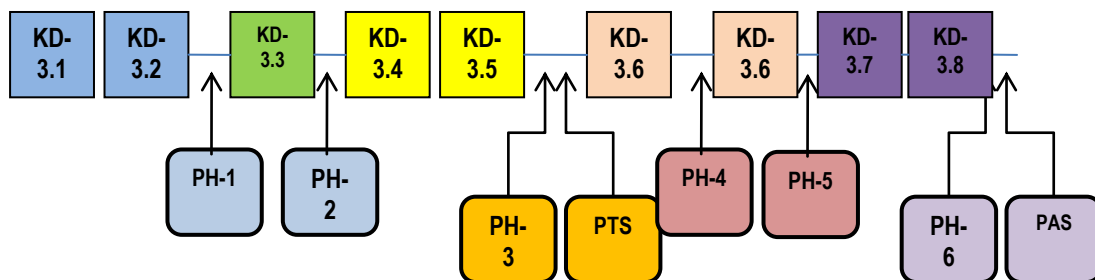 KD-
3.1
KD-
3.2
KD-
3.3
KD-
3.4
KD-
3.5
KD-
3.6
KD-
3.6
KD-
3.7
KD-
3.8
PH-1
PH-
2
PH-
3
PTS
PH-4
PH-5
PH-
6
PAS